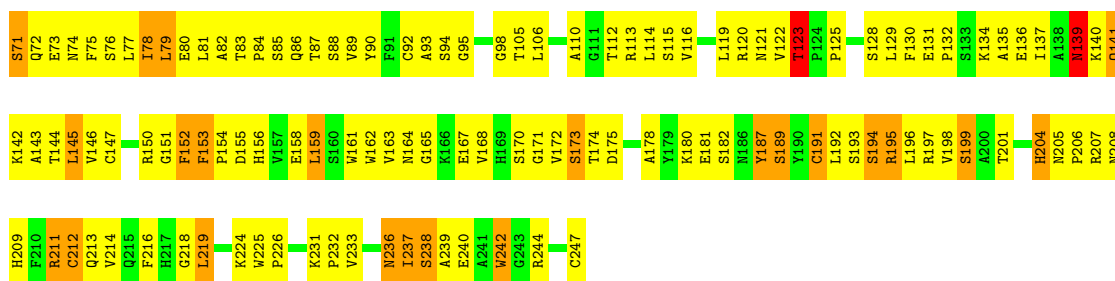 S71 Q72 E73 N74 F75 S76 L77 I78 L79 E80 L81 A82 T83 P84 S85 Q86 T87 S88 V89 Y90 F91 C92 A93 S94 G95 G98 T105 L106 A110 G111 T112 R113 L114 S115 V116 L119 R120 N121 V122 T123 P124 P125 S128 L129 F130 E131 P132 S133 K134 A135 E136 I137 A138 N139 K140
K142 A143 T144 L145 V146 C147 R150 G151 F152 F153 P154 D155 H156 V157 E158 L159 S160 W161 W162 V163 N164 G165 K166 E167 V168 H169 S170 G171 V172 S173 T174 D175 A178 Y179 K180 E181 S182 N186 Y187 S189 Y190 C191 L192 S193 S194 R195 L196 R197 V198 S199 A200 T201 H204 N205 P206 R207
H209 F210 R211 C212 Q213 V214 Q215 F216 H217 G218 L219 K224 W225 P226 K231 P232 V233 N236 I237 S238 A239 E240 A241 W242 G243 R244 C247